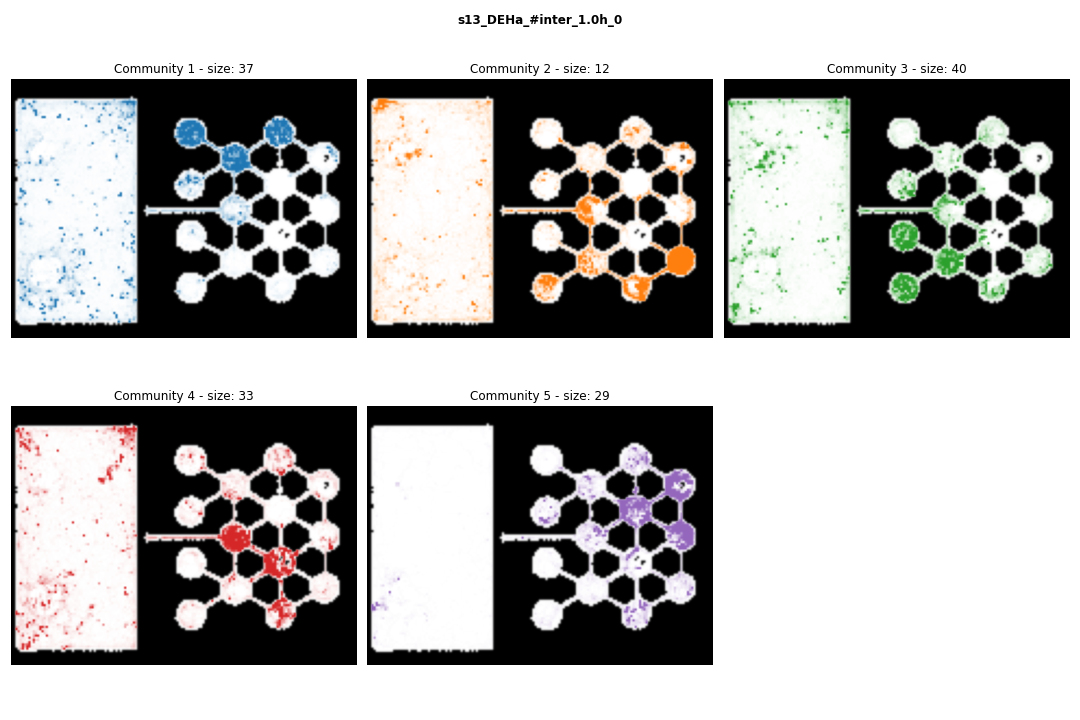 s13_DEHa_#inter_1.0h_0
Community 1 - size: 37
Community 2 - size: 12
Community 3 - size: 40
Community 4 - size: 33
Community 5 - size: 29